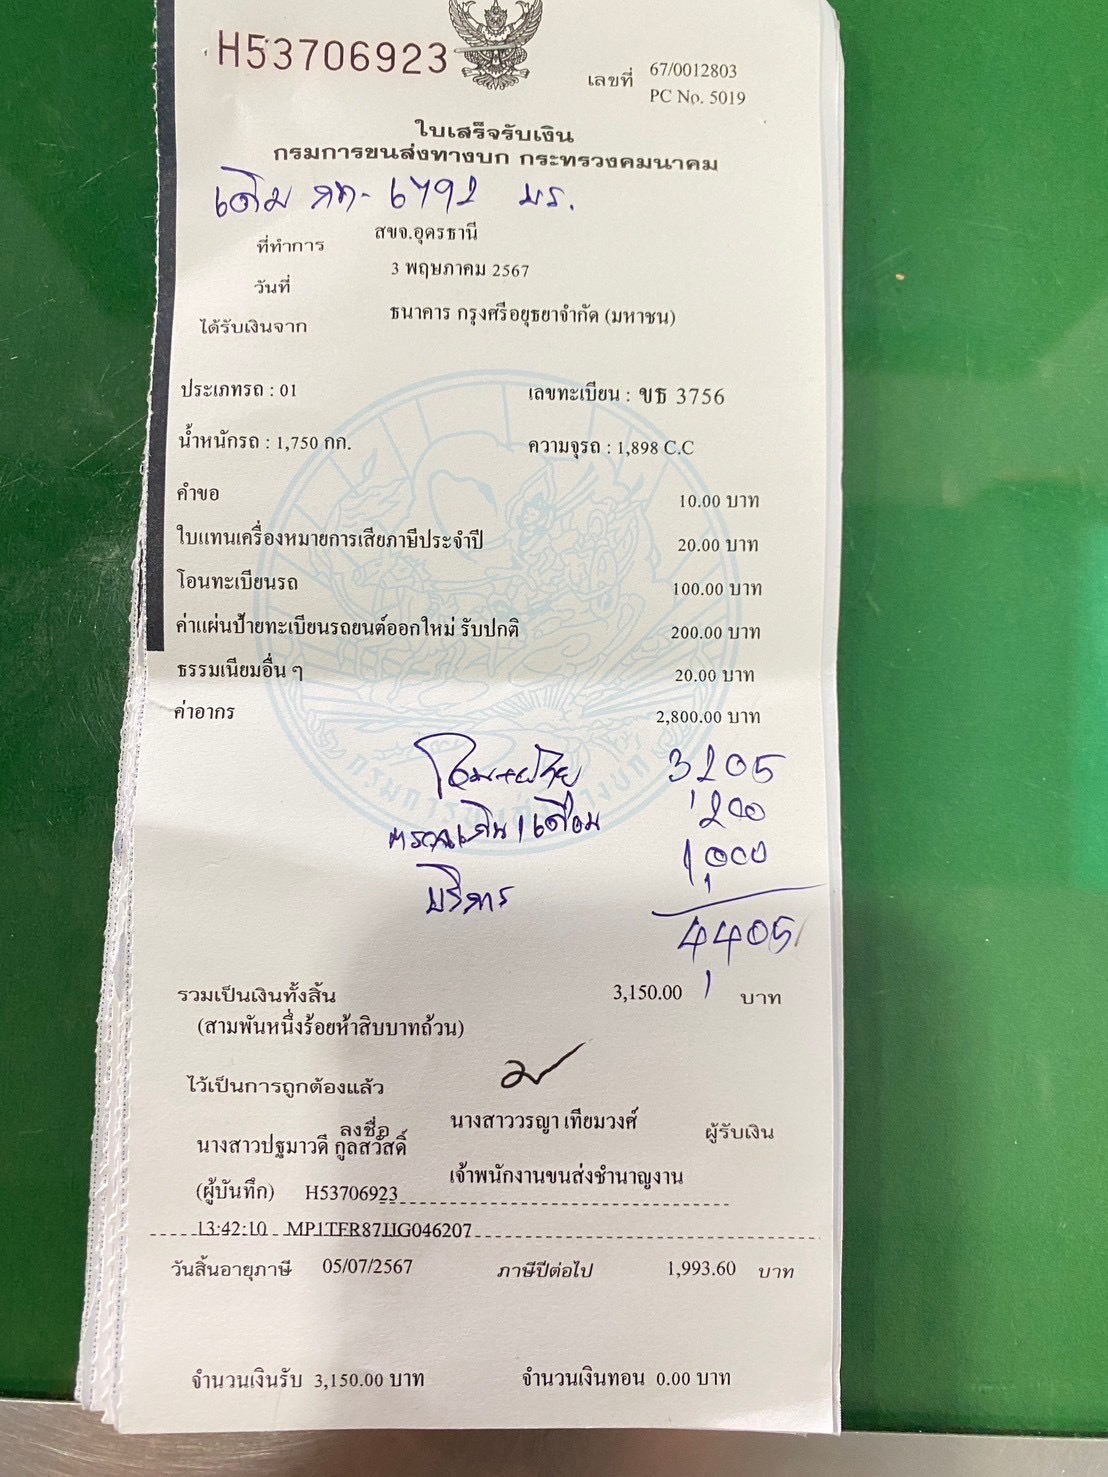 H53706923
เลขที่ 67/0012803
PC No. 5019
ใบเสร็จรับเงิน
กรมการขนส่งทางบก กระทรวงคมนาคม
เดิม กท- 6792 มร.
ที่ทำการ สขจ.อุดรธานี
วันที่ 3 พฤษภาคม 2567
ได้รับเงินจาก ธนาคาร กรุงศรีอยุธยาจำกัด (มหาชน)
ประเภทรถ : 01 เลขทะเบียน : ขธ 3756
น้ำหนักรถ : 1,750 กก. ความจุรถ : 1,898 C.C
คำขอ 10.00 บาท
ใบแทนเครื่องหมายการเสียภาษีประจำปี 20.00 บาท
โอนทะเบียนรถ 100.00 บาท
ค่าแผ่นป้ายทะเบียนรถยนต์ออกใหม่ รับปกติ 200.00 บาท
ธรรมเนียมอื่น ๆ 20.00 บาท
ค่าอากร 2,800.00 บาท
โอน+ย้าย 3,205
200
บริการ 1,000
4,405
รวมเป็นเงินทั้งสิ้น 3,150.00 บาท
(สามพันหนึ่งร้อยห้าสิบบาทถ้วน)
ไว้เป็นการถูกต้องแล้ว
ลงชื่อ นางสาววรญา เทียมวงศ์ ผู้รับเงิน
นางสาวปฐมาวดี กูลสวัสดิ์
(ผู้บันทึก) H53706923 เจ้าพนักงานขนส่งชำนาญงาน
13:42:10 MP1TFR87JJG046207
วันสิ้นอายุภาษี 05/07/2567 ภาษีปีต่อไป 1,993.60 บาท
จำนวนเงินรับ 3,150.00 บาท จำนวนเงินทอน 0.00 บาท